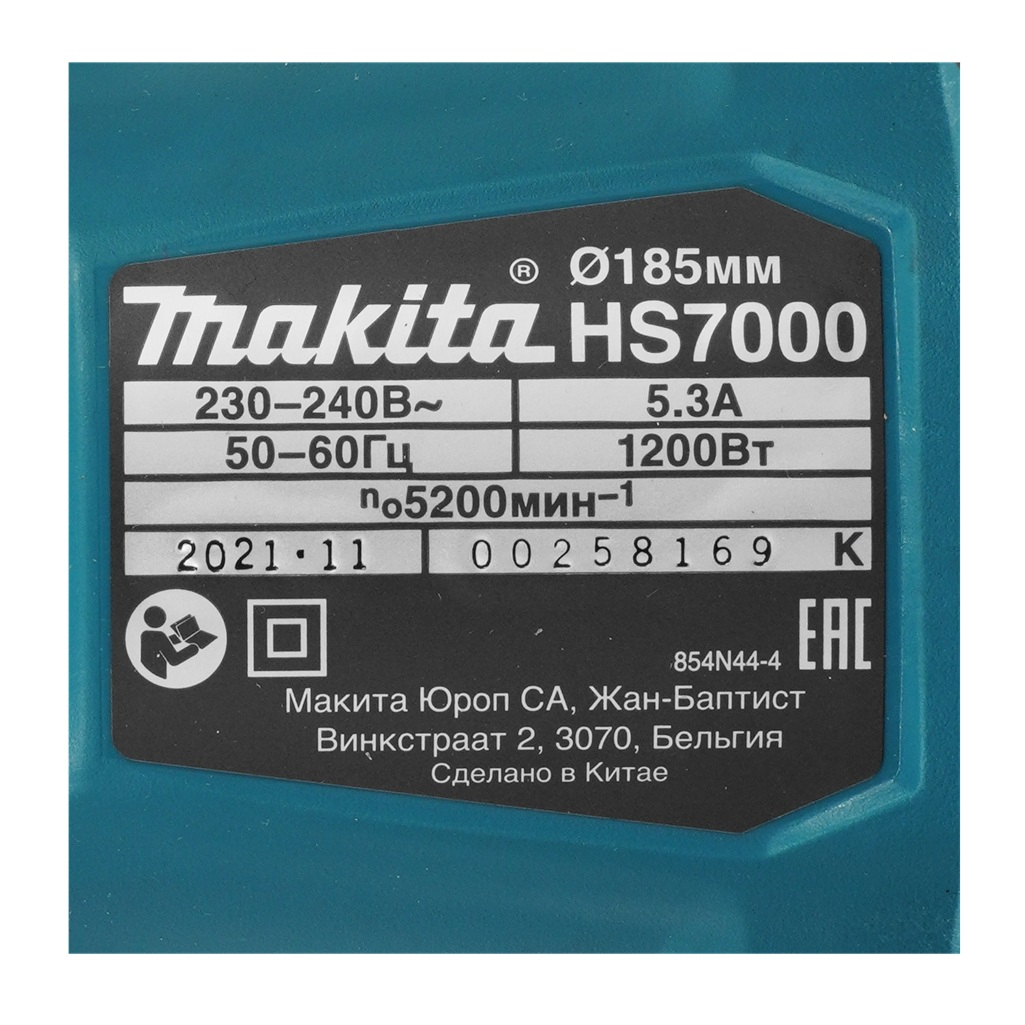 Ø185мм
makita® HS7000
230–240В~ 5.3А
50–60Гц 1200Вт
nо5200мин–1
2021·11 00258169 K
854N44-4 EAC
Макита Юроп СА, Жан-Баптист
Винкстраат 2, 3070, Бельгия
Сделано в Китае